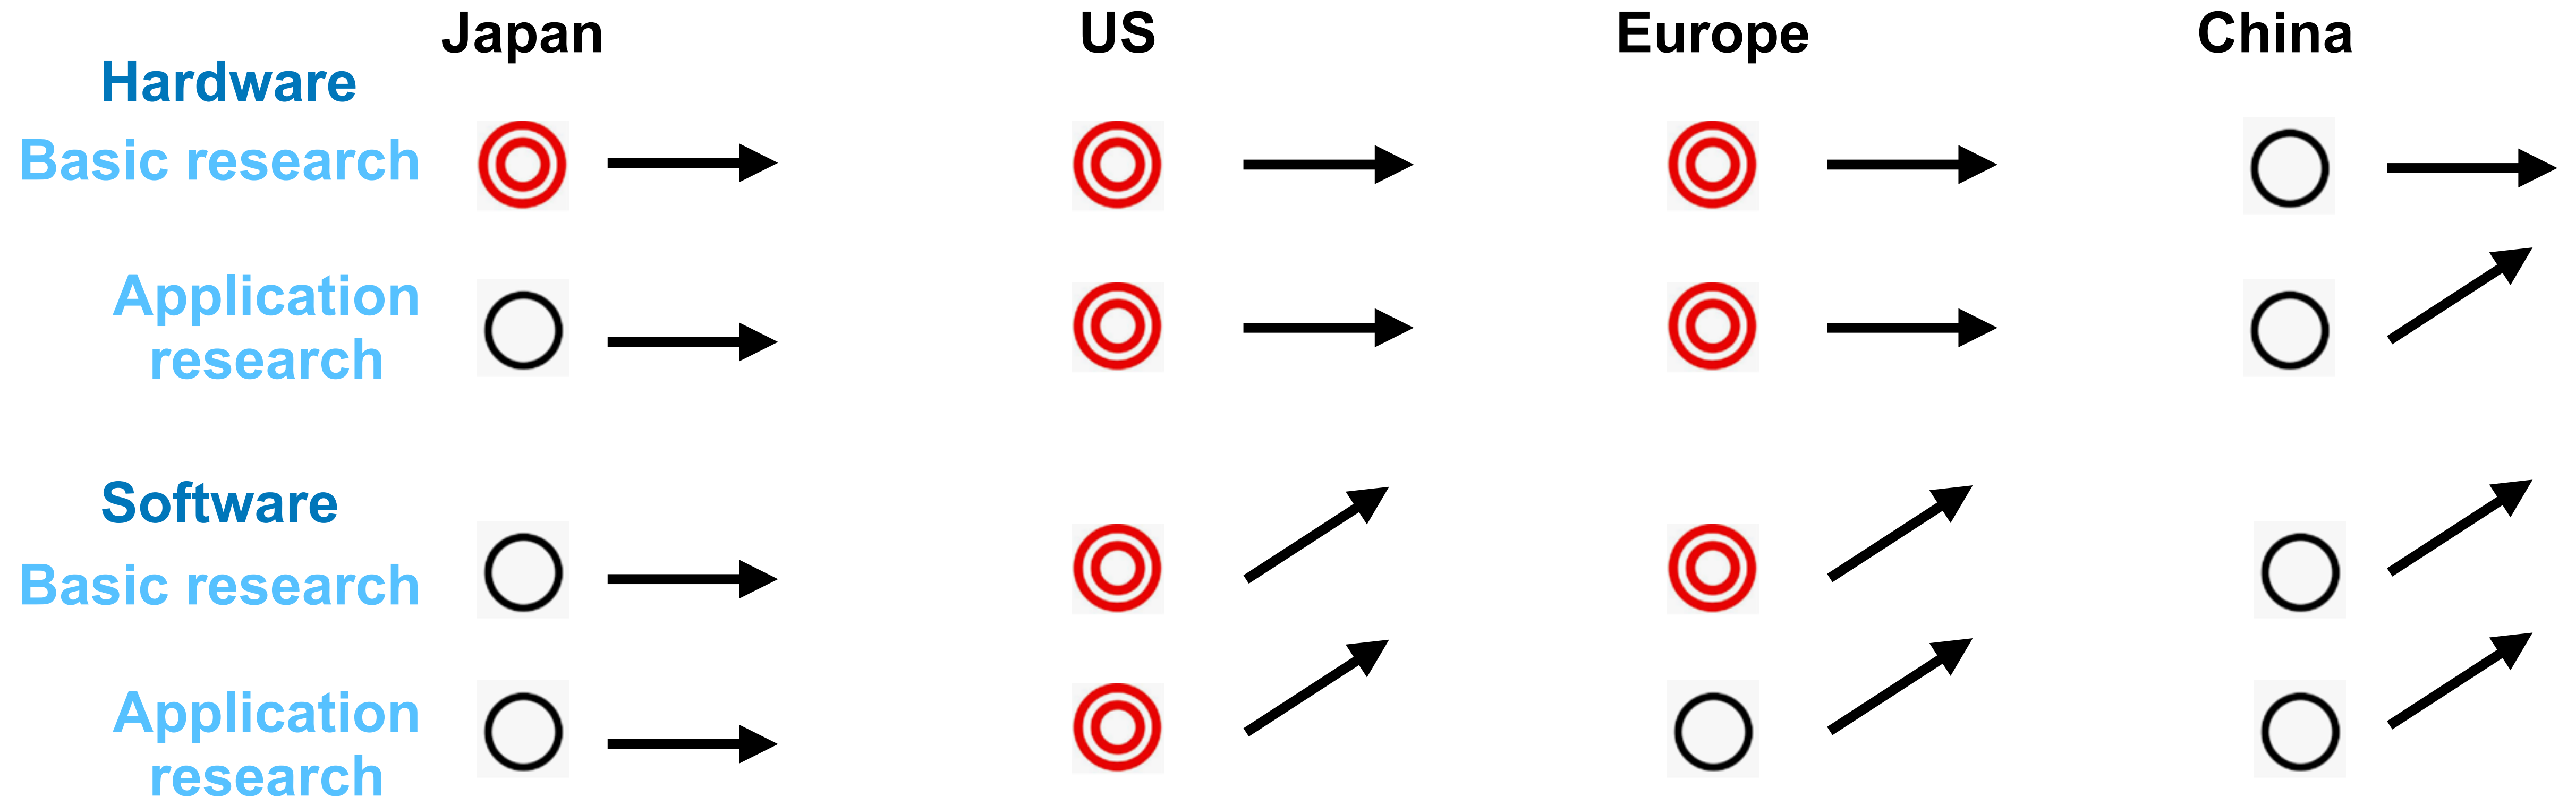 Japan US Europe China
Hardware
Basic research
Application
research
Software
Basic research
Application
research